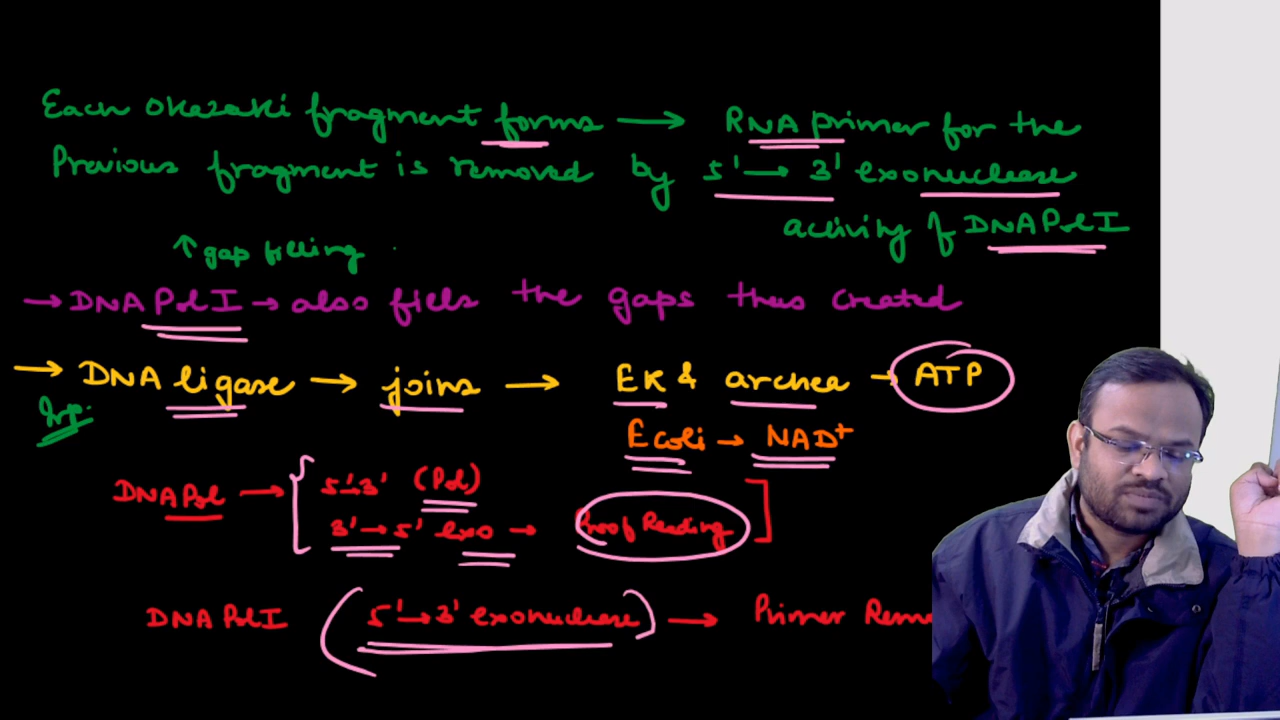 Each Okazaki fragment forms → RNA primer for the
Previous fragment is removed by 5' → 3' exonuclease
activity of DNA Pol I
↑ gap filling
→ DNA Pol I → also fills the gaps thus created
→ DNA ligase → joins → EK & archea → ATP
Imp.
E Coli → NAD+
DNA Pol → 5'→3' (Pol)
3'→5' exo → Proof Reading
DNA Pol I (5'→3' exonuclease) → Primer